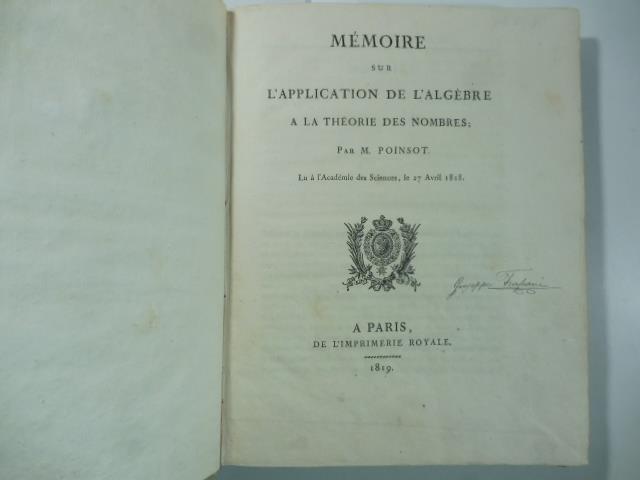 MÉMOIRE
SUR
L'APPLICATION DE L'ALGÈBRE
A LA THÉORIE DES NOMBRES;
PAR M. POINSOT.
Lu à l'Académie des Sciences, le 27 Avril 1818.
Giuseppe
A PARIS,
DE L'IMPRIMERIE ROYALE.
1819.